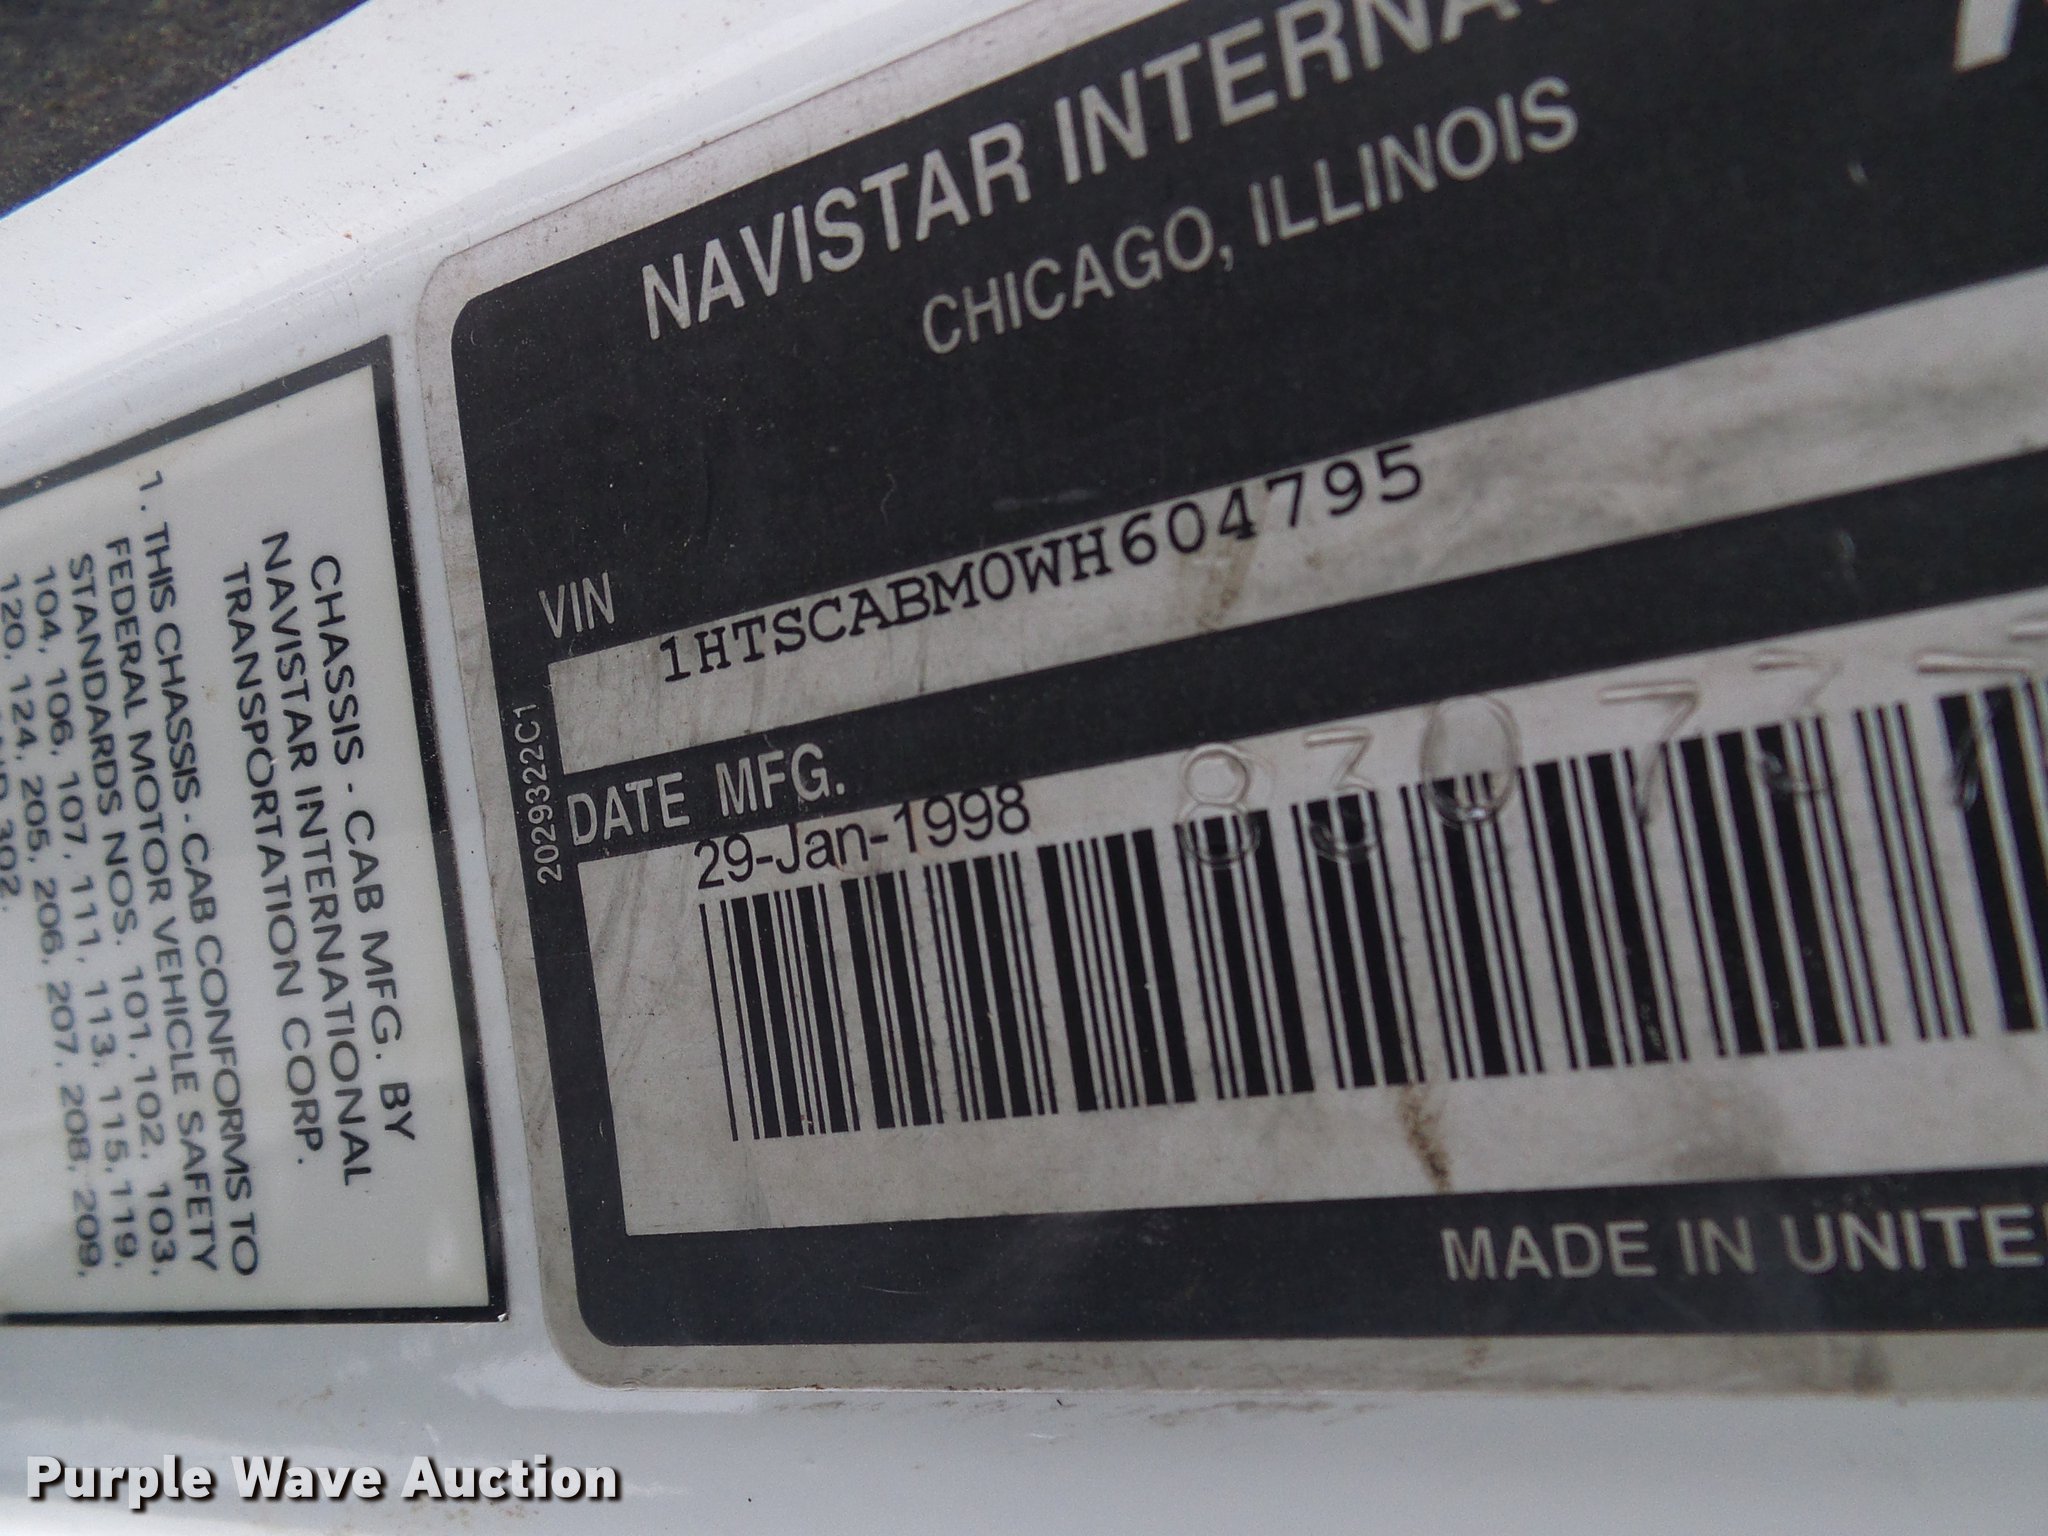 NAVISTAR INTERNA
CHICAGO, ILLINOIS
VIN
1HTSCABM0WH604795
DATE MFG.
29-Jan-1998
830737
2029322C1
MADE IN UNITE
CHASSIS - CAB MFG. BY
NAVISTAR INTERNATIONAL
TRANSPORTATION CORP.
1. THIS CHASSIS - CAB CONFORMS TO
FEDERAL MOTOR VEHICLE SAFETY
STANDARDS NOS. 101, 102, 103,
104, 106, 107, 111, 113, 115, 119,
120, 124, 205, 206, 207, 208, 209,
302.
Purple Wave Auction